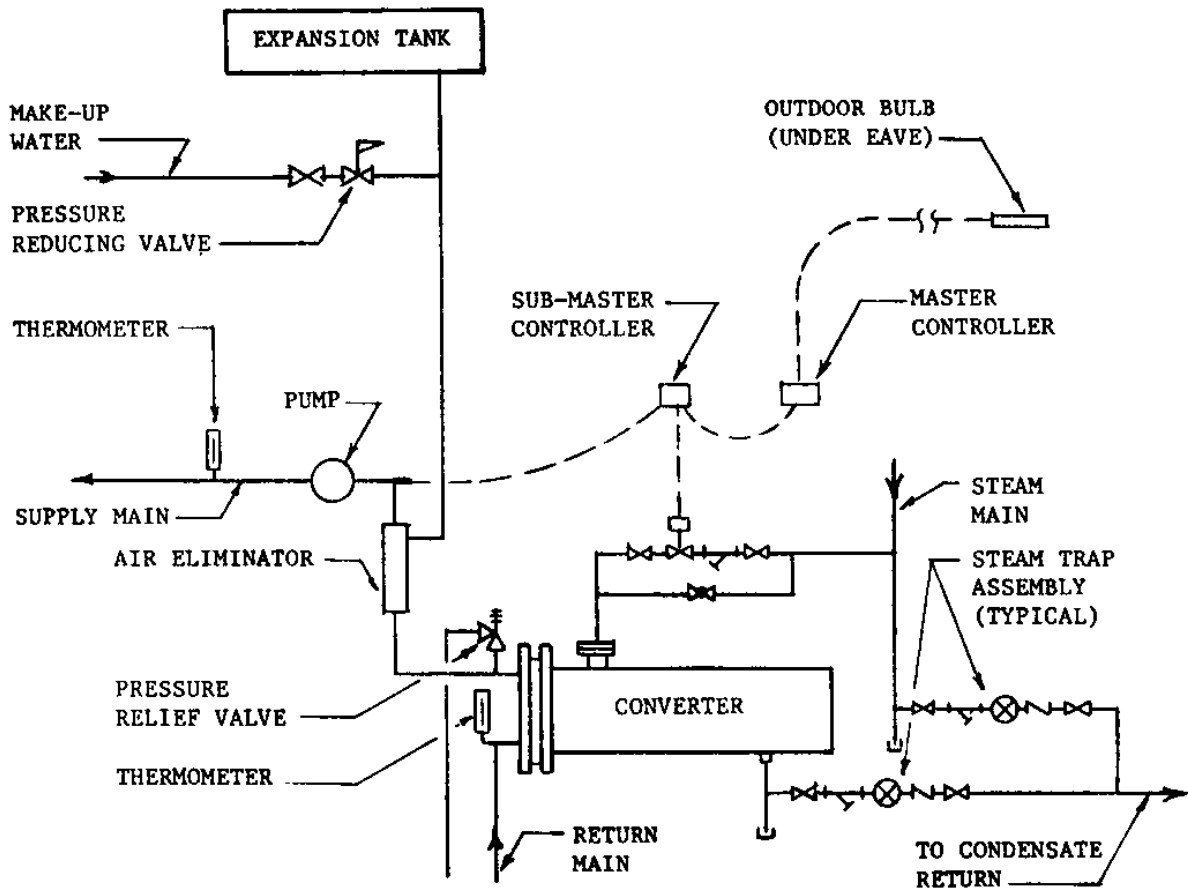 EXPANSION TANK
MAKE-UP
WATER
OUTDOOR BULB
(UNDER EAVE)
PRESSURE
REDUCING VALVE
SUB-MASTER
CONTROLLER
MASTER
CONTROLLER
THERMOMETER
PUMP
SUPPLY MAIN
STEAM
MAIN
AIR ELIMINATOR
STEAM TRAP
ASSEMBLY
(TYPICAL)
PRESSURE
RELIEF VALVE
CONVERTER
THERMOMETER
RETURN
MAIN
TO CONDENSATE
RETURN